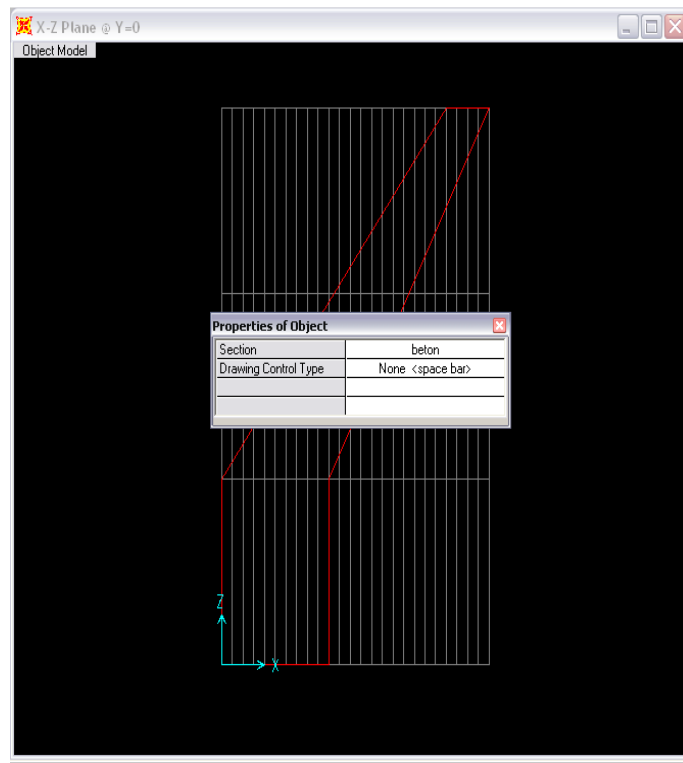 X-Z Plane @ Y=0
Object Model
Properties of Object
Section beton
Drawing Control Type None <space bar>
Z
X